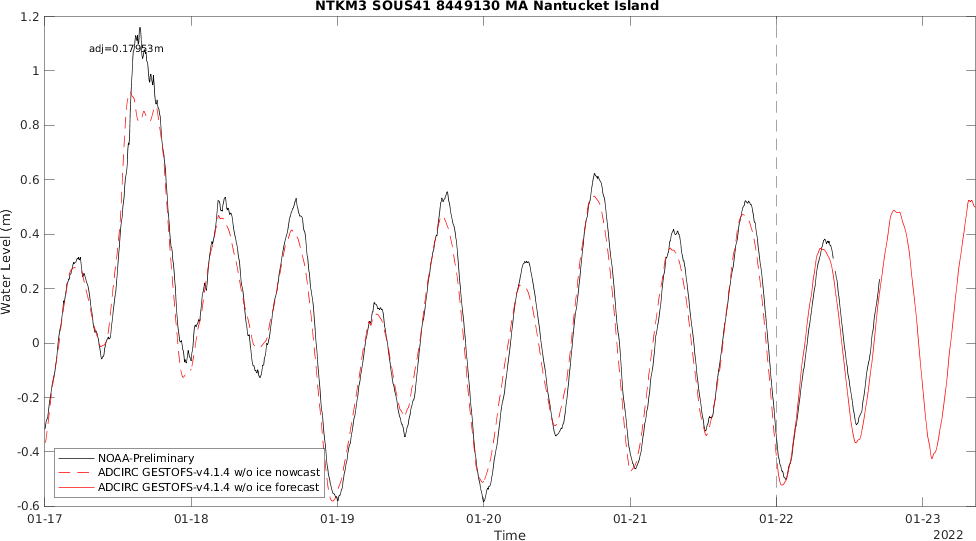 NTKM3 SOUS41 8449130 MA Nantucket Island
1.2
adj=0.17953m
1
0.8
0.6
0.4
0.2
0
-0.2
-0.4
-0.6
Water Level (m)
NOAA-Preliminary
ADCIRC GESTOFS-v4.1.4 w/o ice nowcast
ADCIRC GESTOFS-v4.1.4 w/o ice forecast
01-17 01-18 01-19 01-20 01-21 01-22 01-23
Time
2022